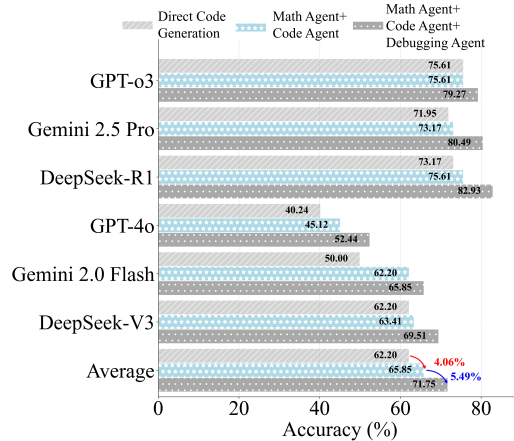 Direct Code
Generation
Math Agent+
Code Agent
Math Agent+
Code Agent+
Debugging Agent
GPT-o3
75.61
75.61
79.27
Gemini 2.5 Pro
71.95
73.17
80.49
DeepSeek-R1
73.17
75.61
82.93
GPT-4o
40.24
45.12
52.44
Gemini 2.0 Flash
50.00
62.20
65.85
DeepSeek-V3
62.20
63.41
69.51
Average
62.20
65.85
71.75
4.06%
5.49%
0
20
40
60
80
Accuracy (%)